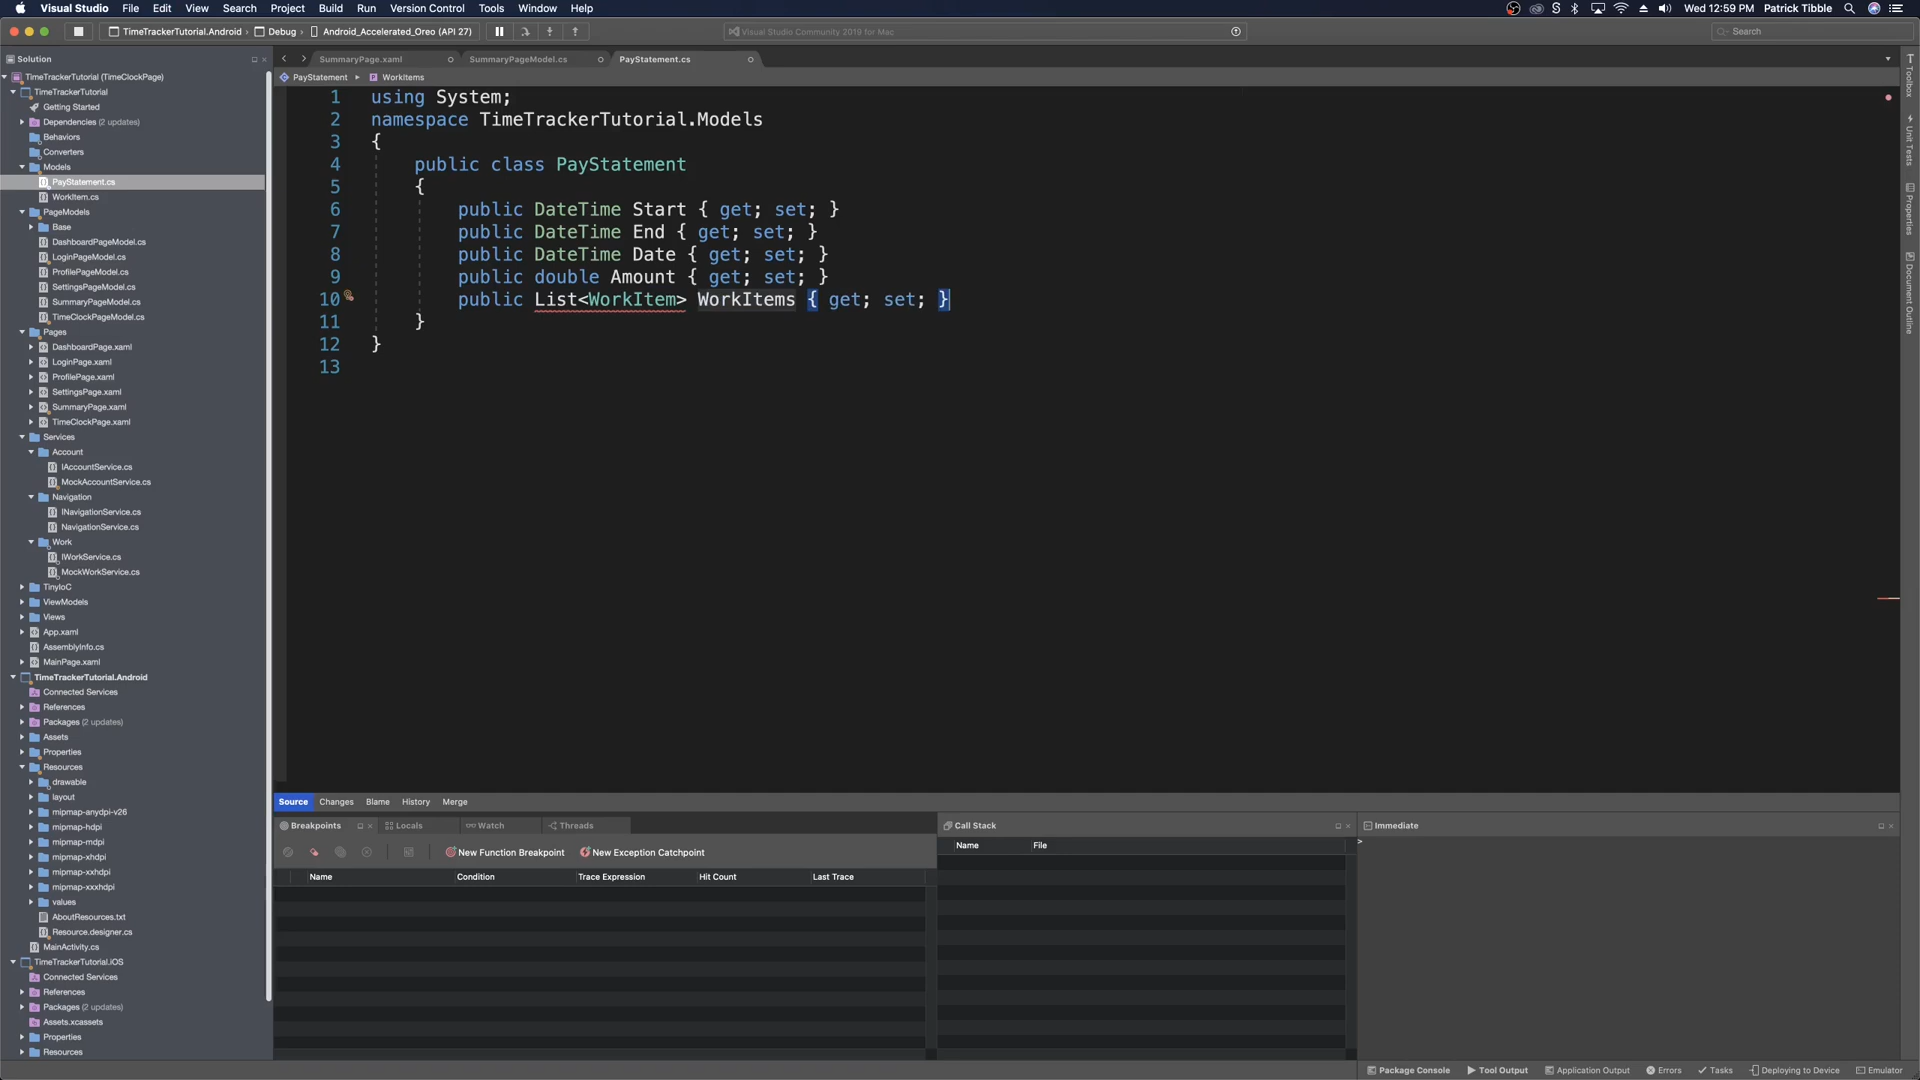 Visual Studio File Edit View Search Project Build Run Version Control Tools Window Help Wed 12:59 PM Patrick Tibble
TimeTrackerTutorial.Android Debug Android_Accelerated_Oreo (API 27) Visual Studio Community 2019 for Mac Search
Solution
SummaryPage.xaml SummaryPageModel.cs PayStatement.cs
PayStatement WorkItems
TimeTrackerTutorial (TimeClockPage)
TimeTrackerTutorial
Getting Started
Dependencies (2 updates)
Behaviors
Converters
Models
PayStatement.cs
WorkItem.cs
PageModels
Base
DashboardPageModel.cs
LoginPageModel.cs
ProfilePageModel.cs
SettingsPageModel.cs
SummaryPageModel.cs
TimeClockPageModel.cs
Pages
DashboardPage.xaml
LoginPage.xaml
ProfilePage.xaml
SettingsPage.xaml
SummaryPage.xaml
TimeClockPage.xaml
Services
Account
IAccountService.cs
MockAccountService.cs
Navigation
INavigationService.cs
NavigationService.cs
Work
IWorkService.cs
MockWorkService.cs
TinyIoC
ViewModels
Views
App.xaml
AssemblyInfo.cs
MainPage.xaml
TimeTrackerTutorial.Android
Connected Services
References
Packages (2 updates)
Assets
Properties
Resources
drawable
layout
mipmap-anydpi-v26
mipmap-hdpi
mipmap-mdpi
mipmap-xhdpi
mipmap-xxhdpi
mipmap-xxxhdpi
values
AboutResources.txt
Resource.designer.cs
MainActivity.cs
TimeTrackerTutorial.iOS
Connected Services
References
Packages (2 updates)
Assets.xcassets
Properties
Resources
1 using System;
2 namespace TimeTrackerTutorial.Models
3 {
4 public class PayStatement
5 {
6 public DateTime Start { get; set; }
7 public DateTime End { get; set; }
8 public DateTime Date { get; set; }
9 public double Amount { get; set; }
10 public List<WorkItem> WorkItems { get; set; }
11 }
12 }
13
Toolbox
Unit Tests
Properties
Document Outline
Source Changes Blame History Merge
Breakpoints Locals Watch Threads
New Function Breakpoint New Exception Catchpoint
Name Condition Trace Expression Hit Count Last Trace
Call Stack
Name File
Immediate
>
Package Console Tool Output Application Output Errors Tasks Deploying to Device Emulator